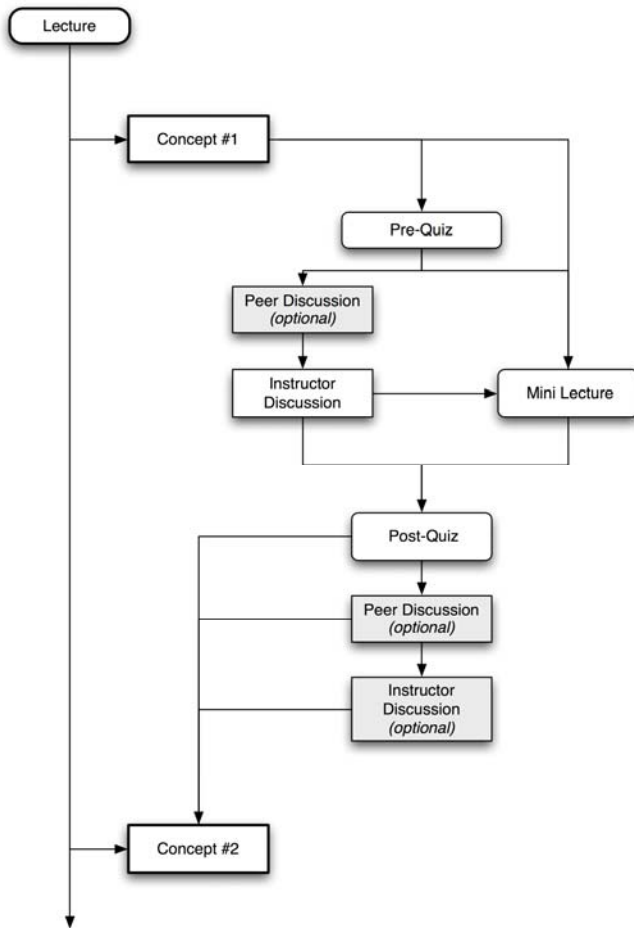 Lecture
Concept #1
Pre-Quiz
Peer Discussion
(optional)
Instructor
Discussion
Mini Lecture
Post-Quiz
Peer Discussion
(optional)
Instructor
Discussion
(optional)
Concept #2